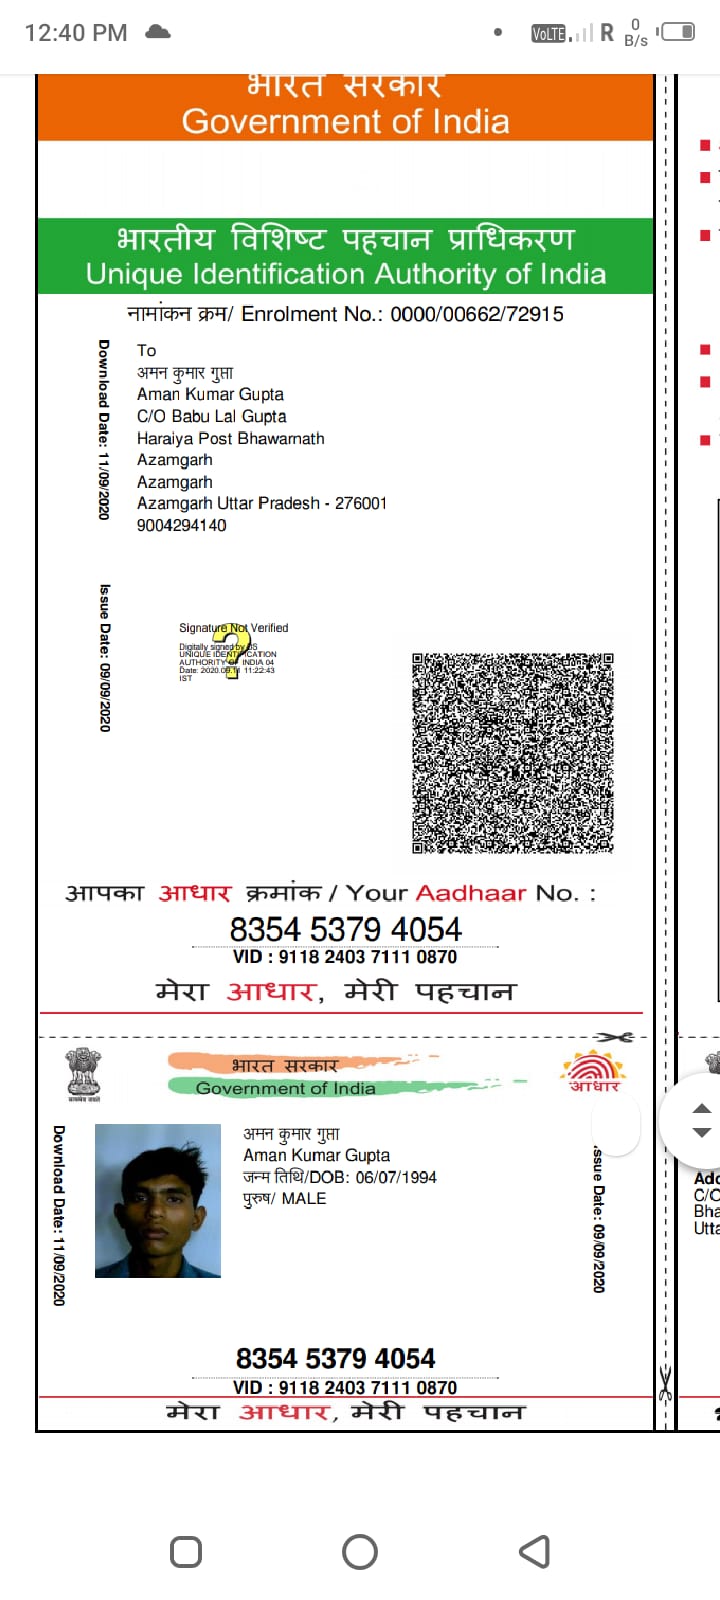 12:40 PM
VoLTE R 0 B/s
भारत सरकार
Government of India
भारतीय विशिष्ट पहचान प्राधिकरण
Unique Identification Authority of India
नामांकन क्रम/ Enrolment No.: 0000/00662/72915
Download Date: 11/09/2020
To
अमन कुमार गुप्ता
Aman Kumar Gupta
C/O Babu Lal Gupta
Haraiya Post Bhawarnath
Azamgarh
Azamgarh
Azamgarh Uttar Pradesh - 276001
9004294140
Issue Date: 09/09/2020
Signature Not Verified
Digitally signed by DS
UNIQUE IDENTIFICATION
AUTHORITY OF INDIA 04
Date: 2020.09.11 11:22:43
IST
आपका आधार क्रमांक / Your Aadhaar No. :
8354 5379 4054
VID : 9118 2403 7111 0870
मेरा आधार, मेरी पहचान
भारत सरकार
Government of India
सत्यमेव जयते
आधार
Download Date: 11/09/2020
अमन कुमार गुप्ता
Aman Kumar Gupta
जन्म तिथि/DOB: 06/07/1994
पुरुष/ MALE
ssue Date: 09/09/2020
8354 5379 4054
VID : 9118 2403 7111 0870
मेरा आधार, मेरी पहचान
C/O